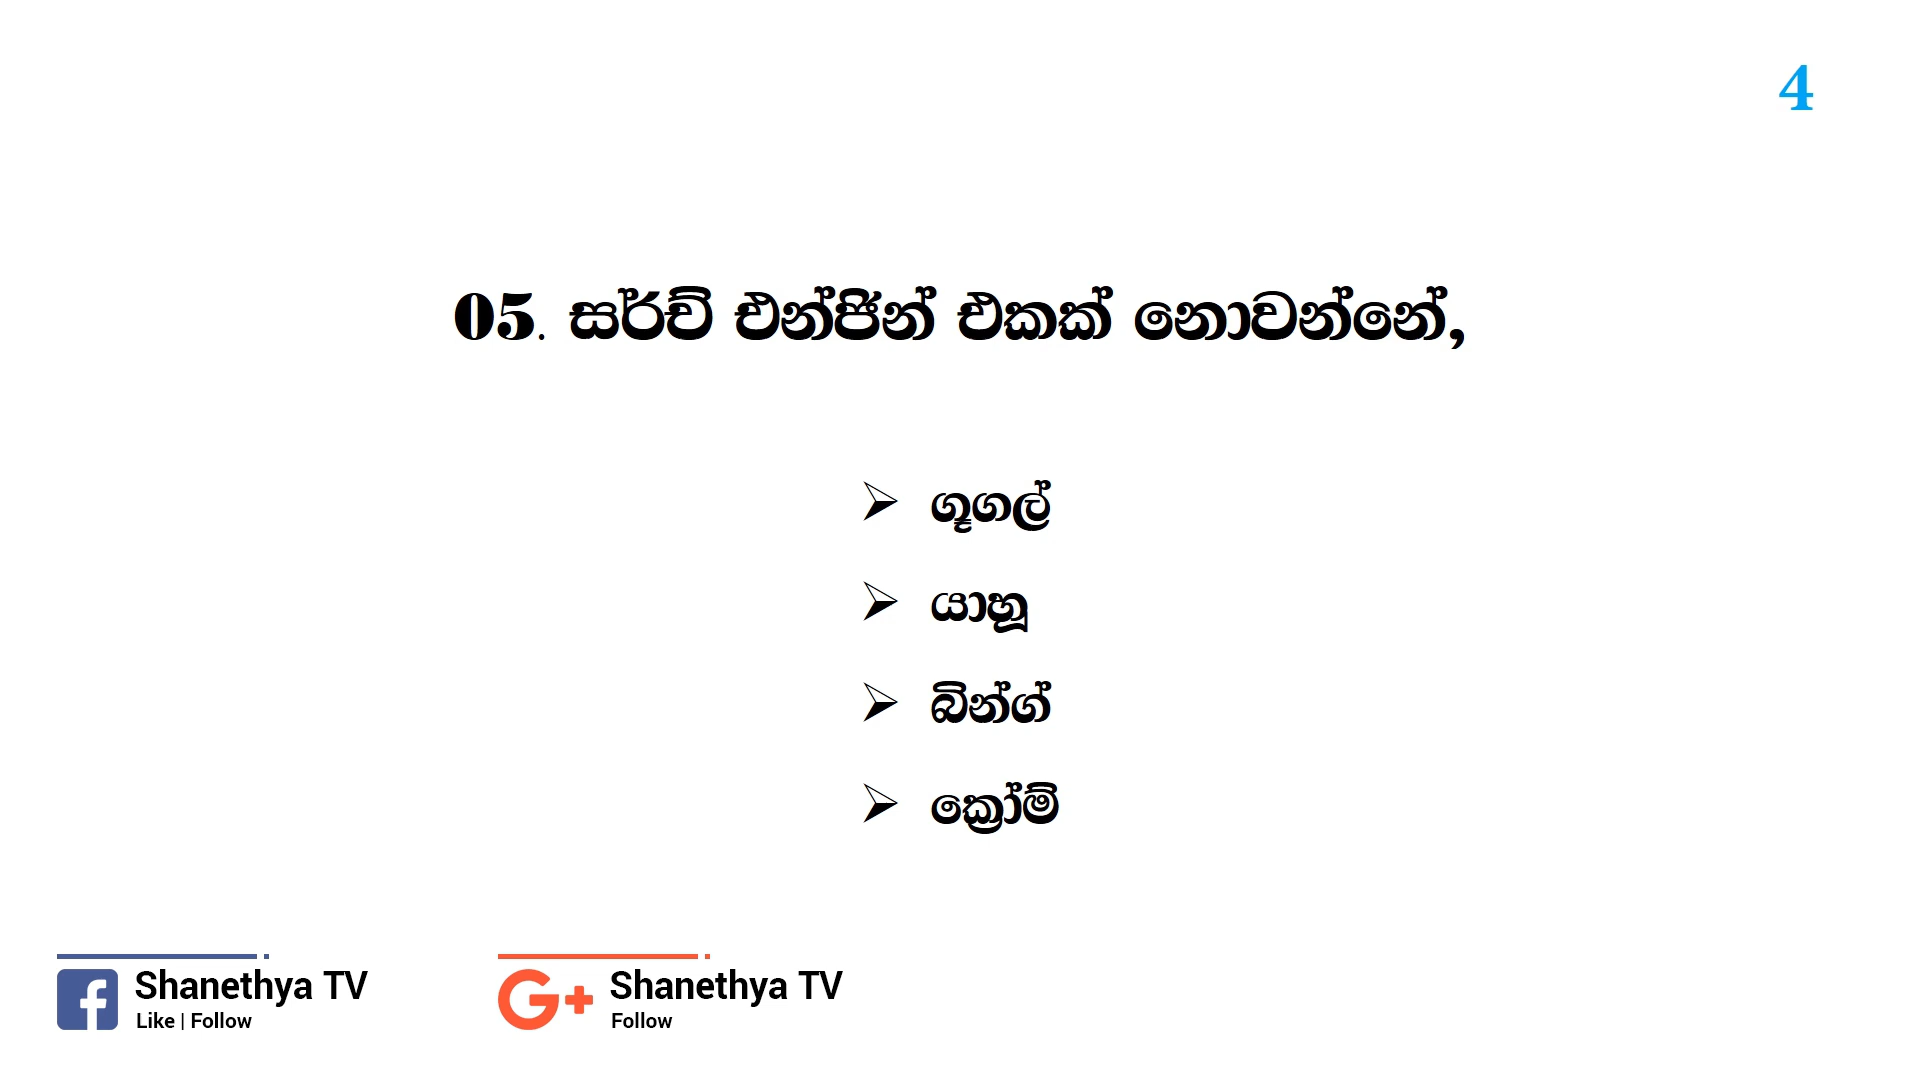 4
05. සර්ච් එන්ජින් එකක් නොවන්නේ,
➢ ගූගල්
➢ යාහූ
➢ බින්ග්
➢ ක්‍රෝම්
Shanethya TV
Like | Follow
Shanethya TV
Follow